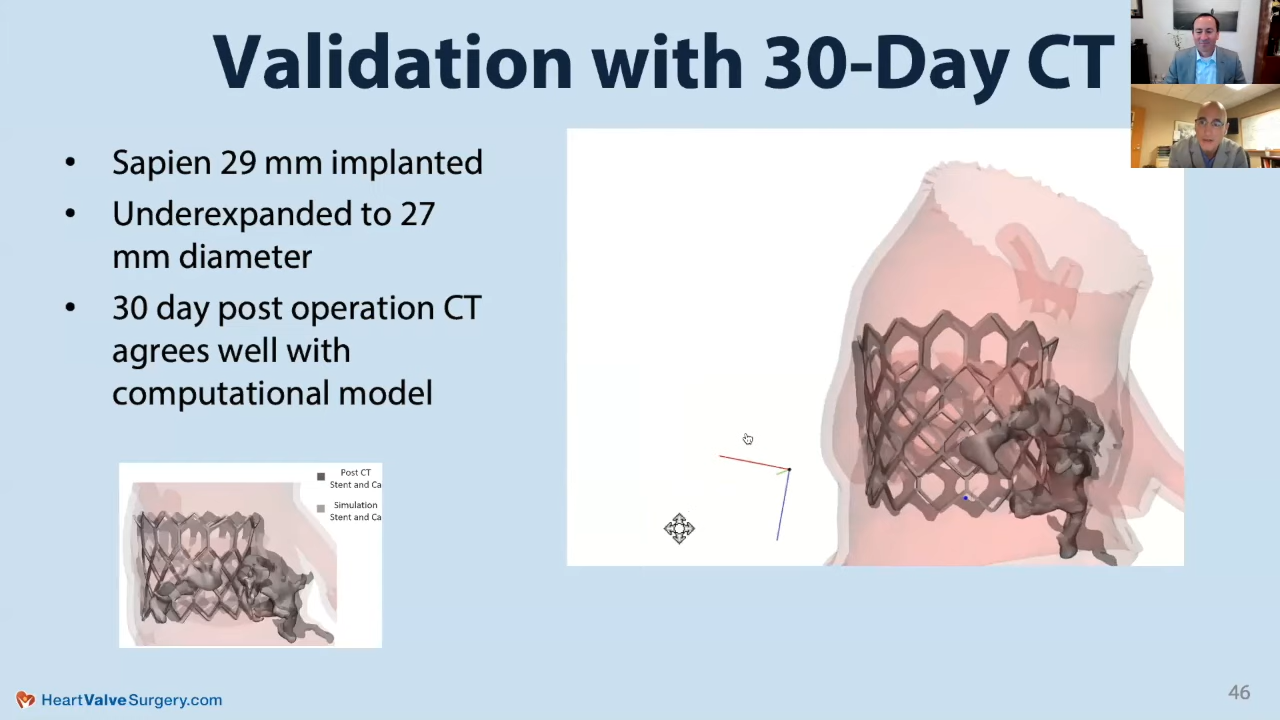 Validation with 30-Day CT
• Sapien 29 mm implanted
• Underexpanded to 27
mm diameter
• 30 day post operation CT
agrees well with
computational model
Post CT
Stent and Ca
Simulation
Stent and Ca
HeartValveSurgery.com
46